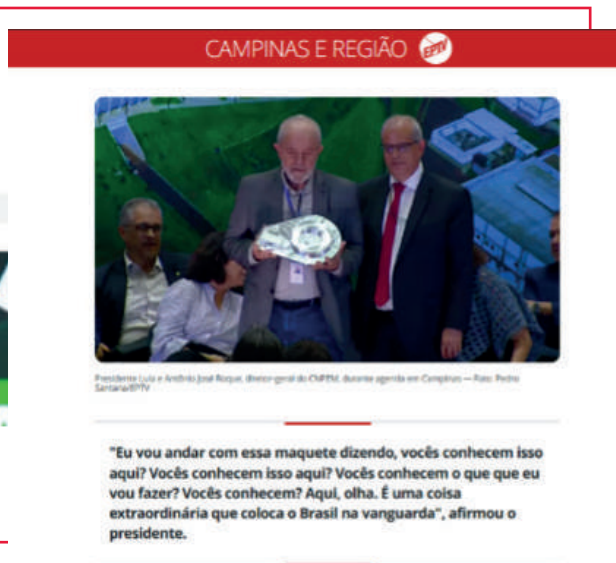 CAMPINAS E REGIÃO EPTV
Presidente Lula e Antônio José Roque, diretor-geral do CNPEM, durante agenda em Campinas — Foto: Pedro
Santana/EPTV
"Eu vou andar com essa maquete dizendo, vocês conhecem isso
aqui? Vocês conhecem isso aqui? Vocês conhecem o que que eu
vou fazer? Vocês conhecem? Aqui, olha. É uma coisa
extraordinária que coloca o Brasil na vanguarda", afirmou o
presidente.